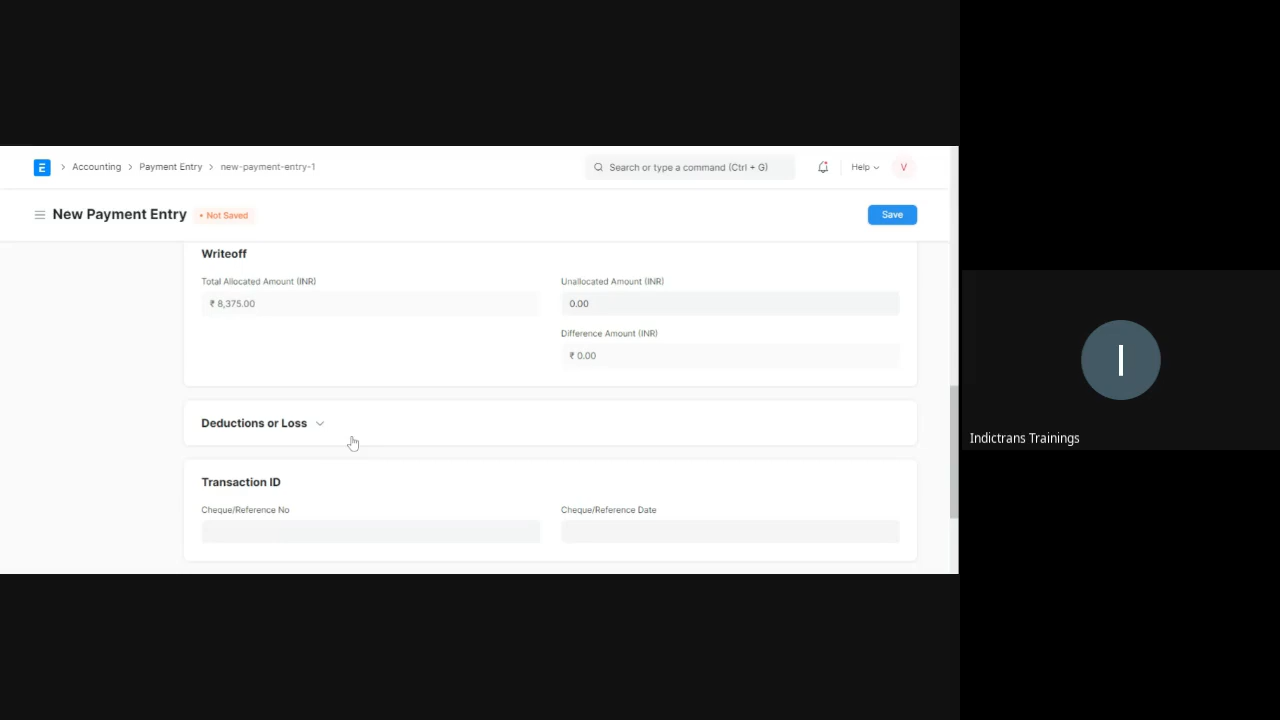 E > Accounting > Payment Entry > new-payment-entry-1
Search or type a command (Ctrl + G)
Help
V
New Payment Entry
• Not Saved
Save
Writeoff
Total Allocated Amount (INR)
₹ 8,375.00
Unallocated Amount (INR)
0.00
Difference Amount (INR)
₹ 0.00
Deductions or Loss
Transaction ID
Cheque/Reference No
Cheque/Reference Date
I
Indictrans Trainings